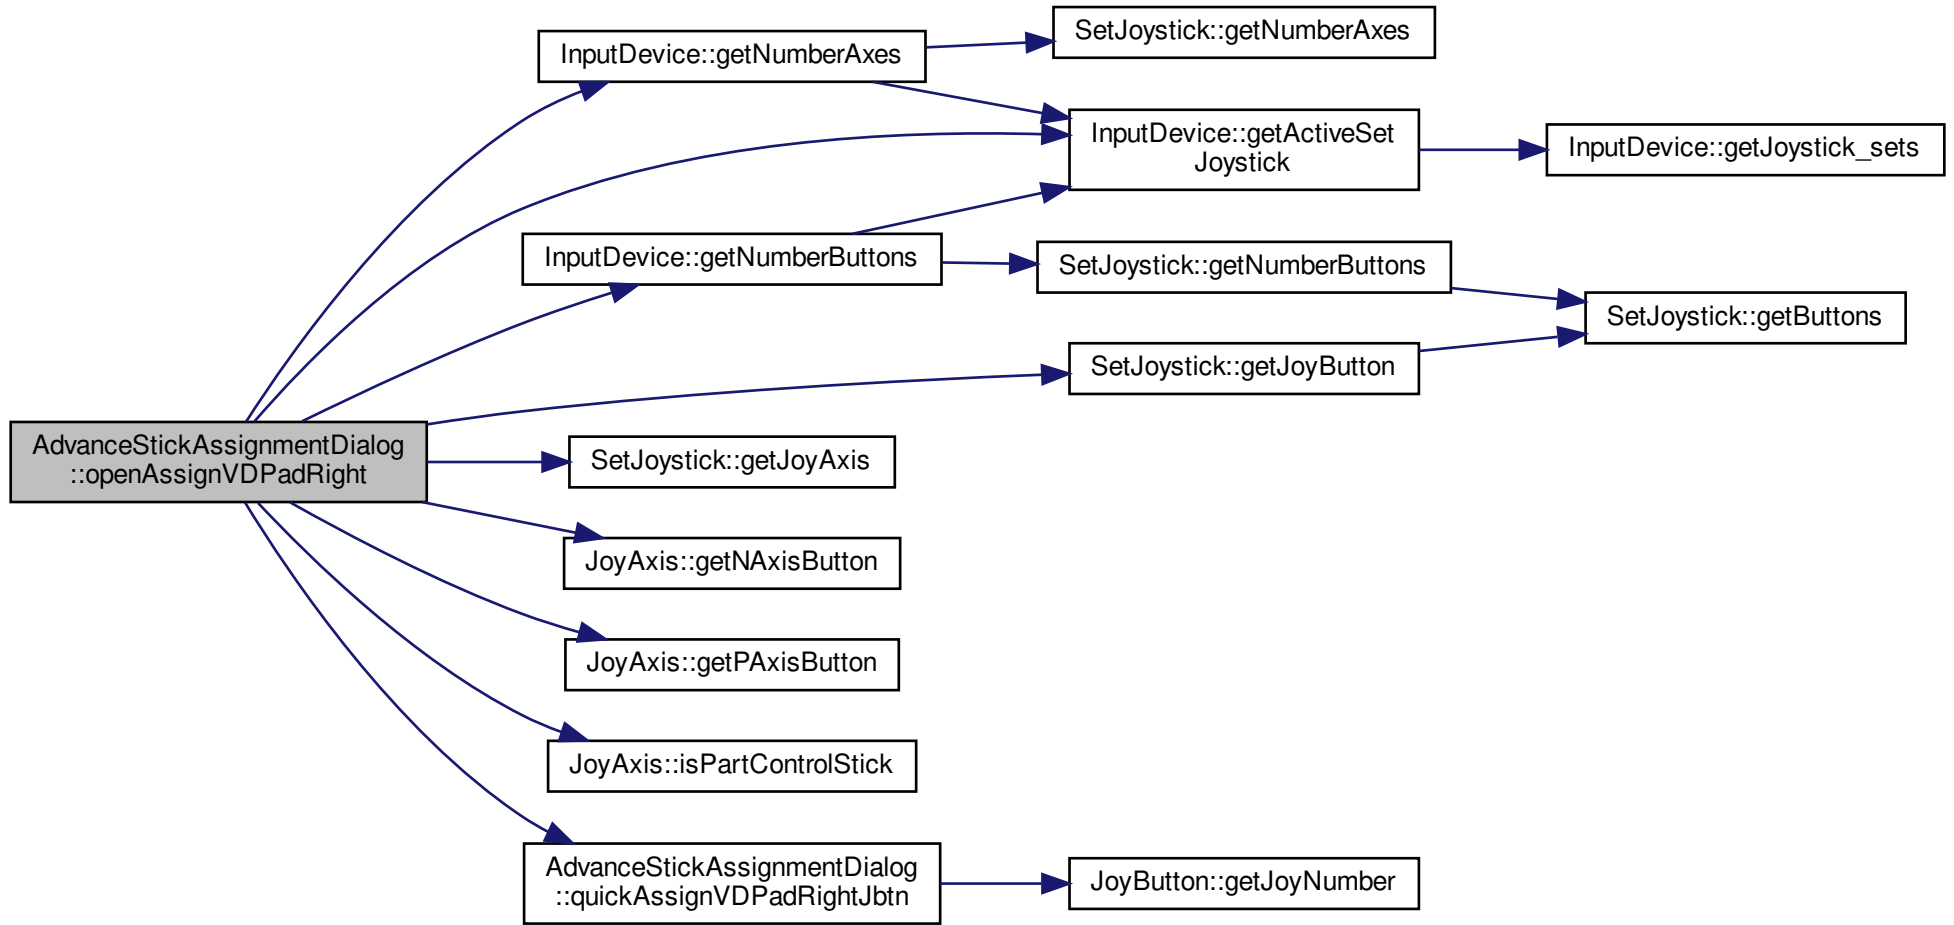 SetJoystick::getNumberAxes
InputDevice::getNumberAxes
InputDevice::getActiveSet
Joystick
InputDevice::getJoystick_sets
InputDevice::getNumberButtons
SetJoystick::getNumberButtons
SetJoystick::getButtons
SetJoystick::getJoyButton
AdvanceStickAssignmentDialog
::openAssignVDPadRight
SetJoystick::getJoyAxis
JoyAxis::getNAxisButton
JoyAxis::getPAxisButton
JoyAxis::isPartControlStick
AdvanceStickAssignmentDialog
::quickAssignVDPadRightJbtn
JoyButton::getJoyNumber